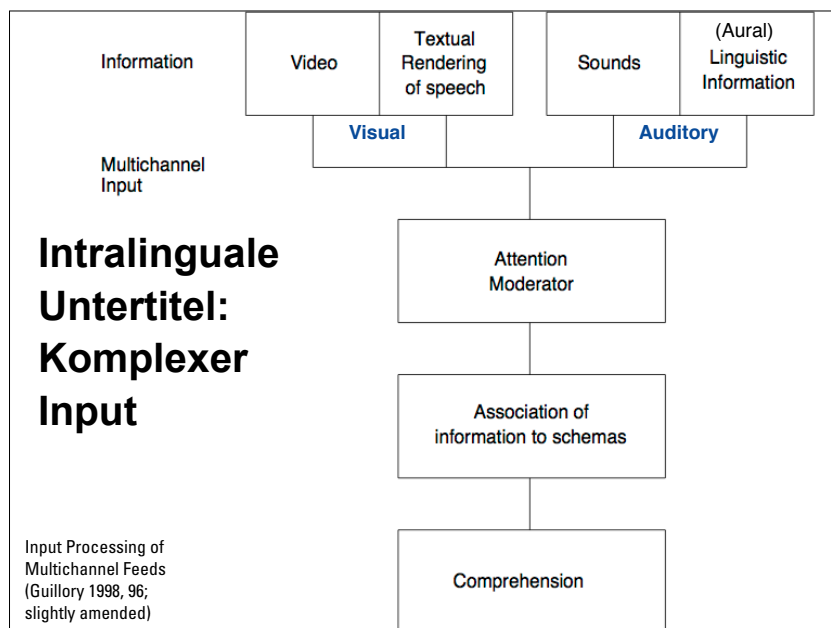 Information
Video
Textual
Rendering
of speech
Sounds
(Aural)
Linguistic
Information
Visual
Auditory
Multichannel
Input
Intralinguale
Untertitel:
Komplexer
Input
Attention
Moderator
Association of
information to schemas
Input Processing of
Multichannel Feeds
(Guillory 1998, 96;
slightly amended)
Comprehension